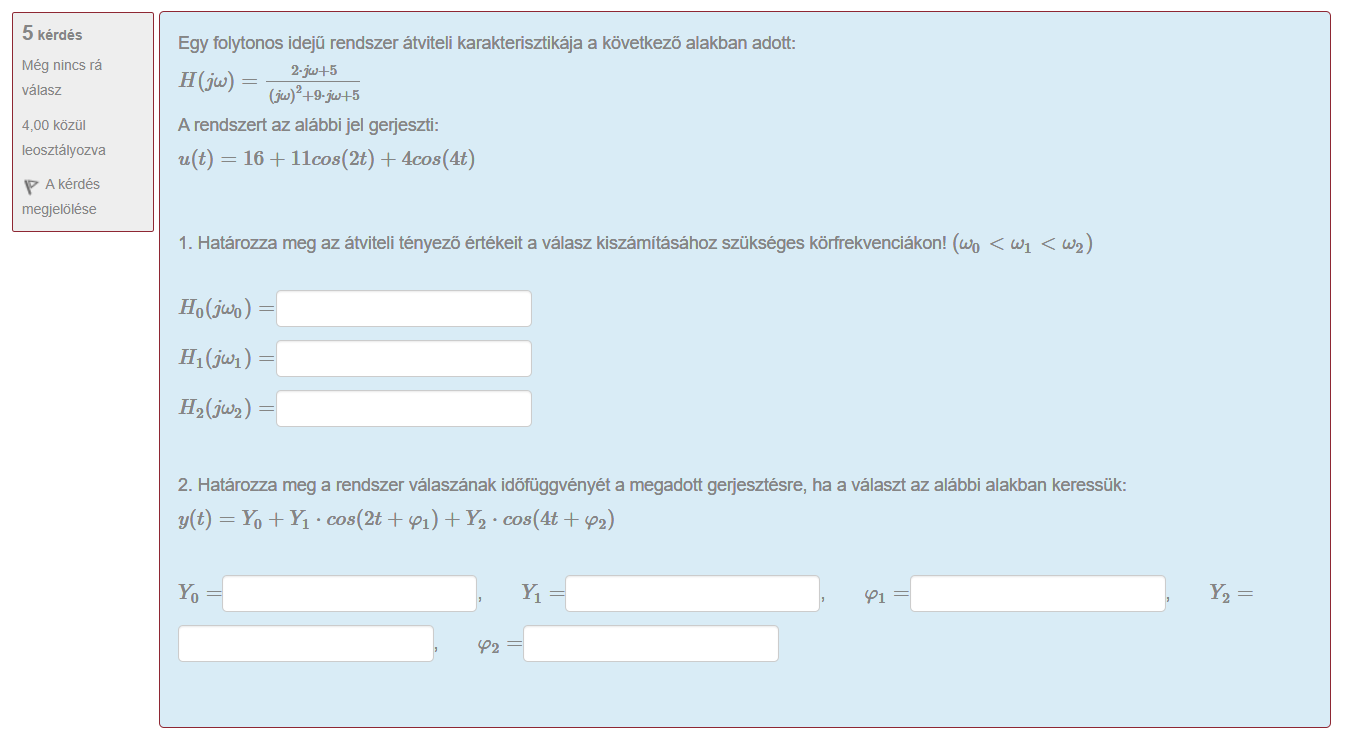 5 kérdés
Még nincs rá
válasz
4,00 közül
leosztályozva
A kérdés
megjelölése
Egy folytonos idejű rendszer átviteli karakterisztikája a következő alakban adott:
H(jω) = \frac{2·jω+5}{(jω)^2+9·jω+5}
A rendszert az alábbi jel gerjeszti:
u(t) = 16 + 11cos(2t) + 4cos(4t)
1. Határozza meg az átviteli tényező értékeit a válasz kiszámításához szükséges körfrekvenciákon! (ω₀ < ω₁ < ω₂)
H₀(jω₀) =
H₁(jω₁) =
H₂(jω₂) =
2. Határozza meg a rendszer válaszának időfüggvényét a megadott gerjesztésre, ha a választ az alábbi alakban keressük:
y(t) = Y₀ + Y₁ · cos(2t + φ₁) + Y₂ · cos(4t + φ₂)
Y₀ = , Y₁ = , φ₁ = , Y₂ =
, φ₂ =